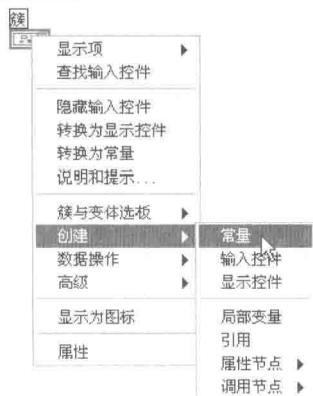 簇
显示项
查找输入控件
隐藏输入控件
转换为显示控件
转换为常量
说明和提示...
簇与变体选板
创建
数据操作
高级
显示为图标
属性
常量
输入控件
显示控件
局部变量
引用
属性节点
调用节点